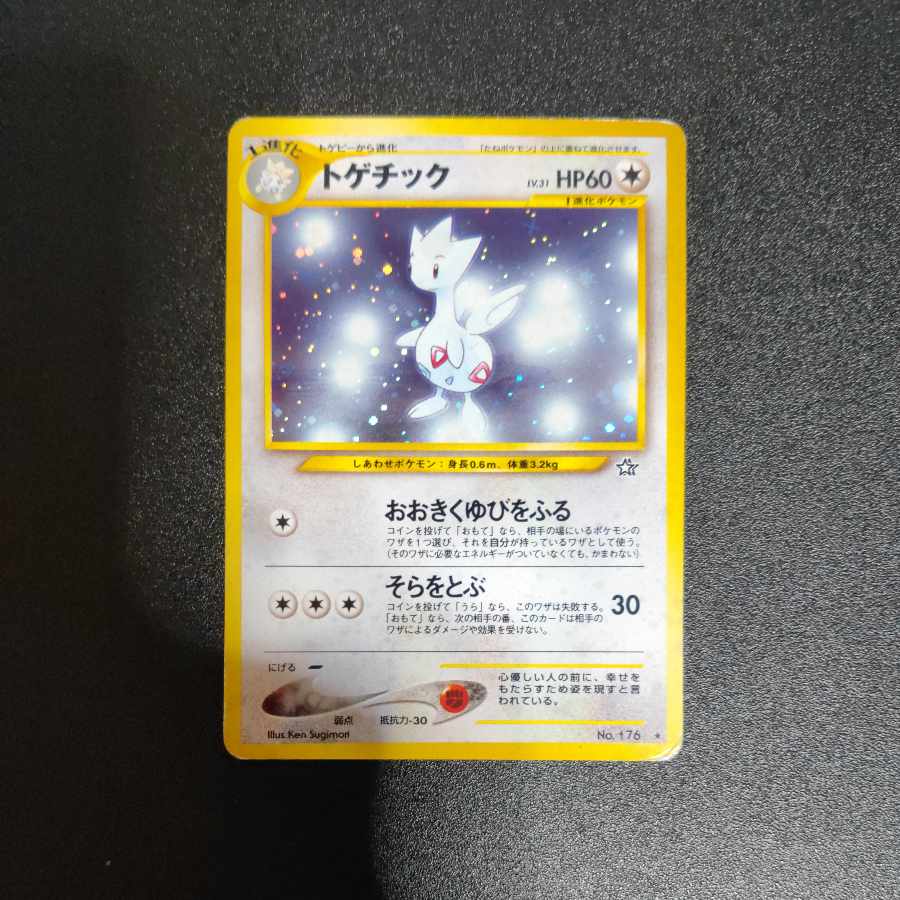 1進化
トゲピーから進化
「たねポケモン」の上に重ねて進化させます。
トゲチック
LV.31 HP60
1進化ポケモン
しあわせポケモン:身長0.6m、体重3.2kg
おおきくゆびをふる
コインを投げて「おもて」なら、相手の場にいるポケモンの
ワザを1つ選び、それを自分が持っているワザとして使う。
(そのワザに必要なエネルギーがついていなくても、かまわない)
そらをとぶ
30
コインを投げて「うら」なら、このワザは失敗する。
「おもて」なら、次の相手の番、このカードは相手の
ワザによるダメージや効果を受けない。
にげる
心優しい人の前に、幸せを
もたらすため姿を現すと言
われている。
弱点 抵抗力-30
Illus. Ken Sugimori
No. 176